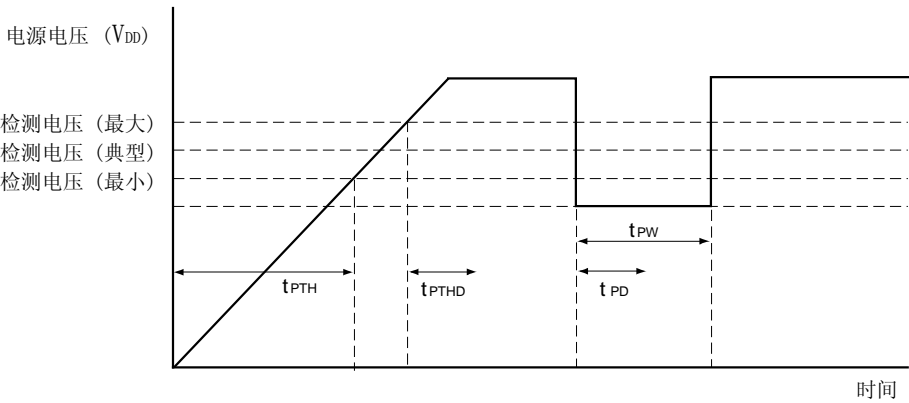 电源电压 (VDD)
检测电压 (最大)
检测电压 (典型)
检测电压 (最小)
tPW
tPTH
tPTHD
tPD
时间